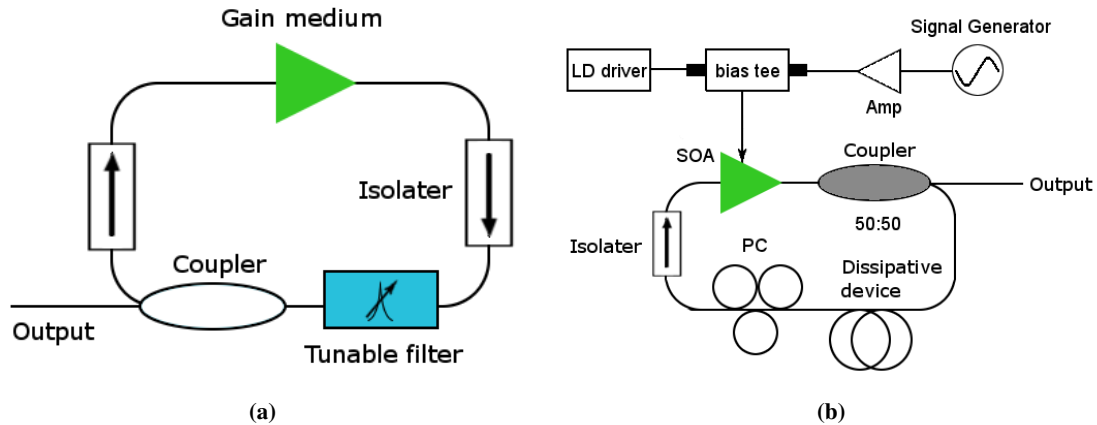 Gain medium
Isolater
Coupler
Output
Tunable filter
(a)
Signal Generator
LD driver
bias tee
Amp
SOA
Coupler
Output
50:50
Isolater
PC
Dissipative
device
(b)